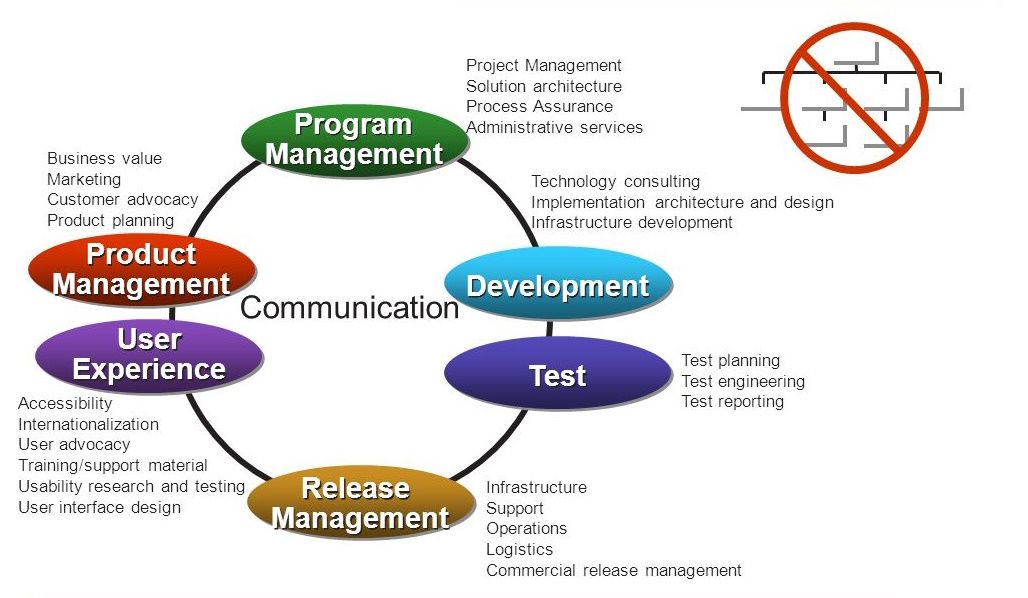 Project Management
Solution architecture
Process Assurance
Administrative services
Program
Management
Business value
Marketing
Customer advocacy
Product planning
Technology consulting
Implementation architecture and design
Infrastructure development
Product
Management
Development
Communication
User
Experience
Test
Test planning
Test engineering
Test reporting
Accessibility
Internationalization
User advocacy
Training/support material
Usability research and testing
User interface design
Release
Management
Infrastructure
Support
Operations
Logistics
Commercial release management